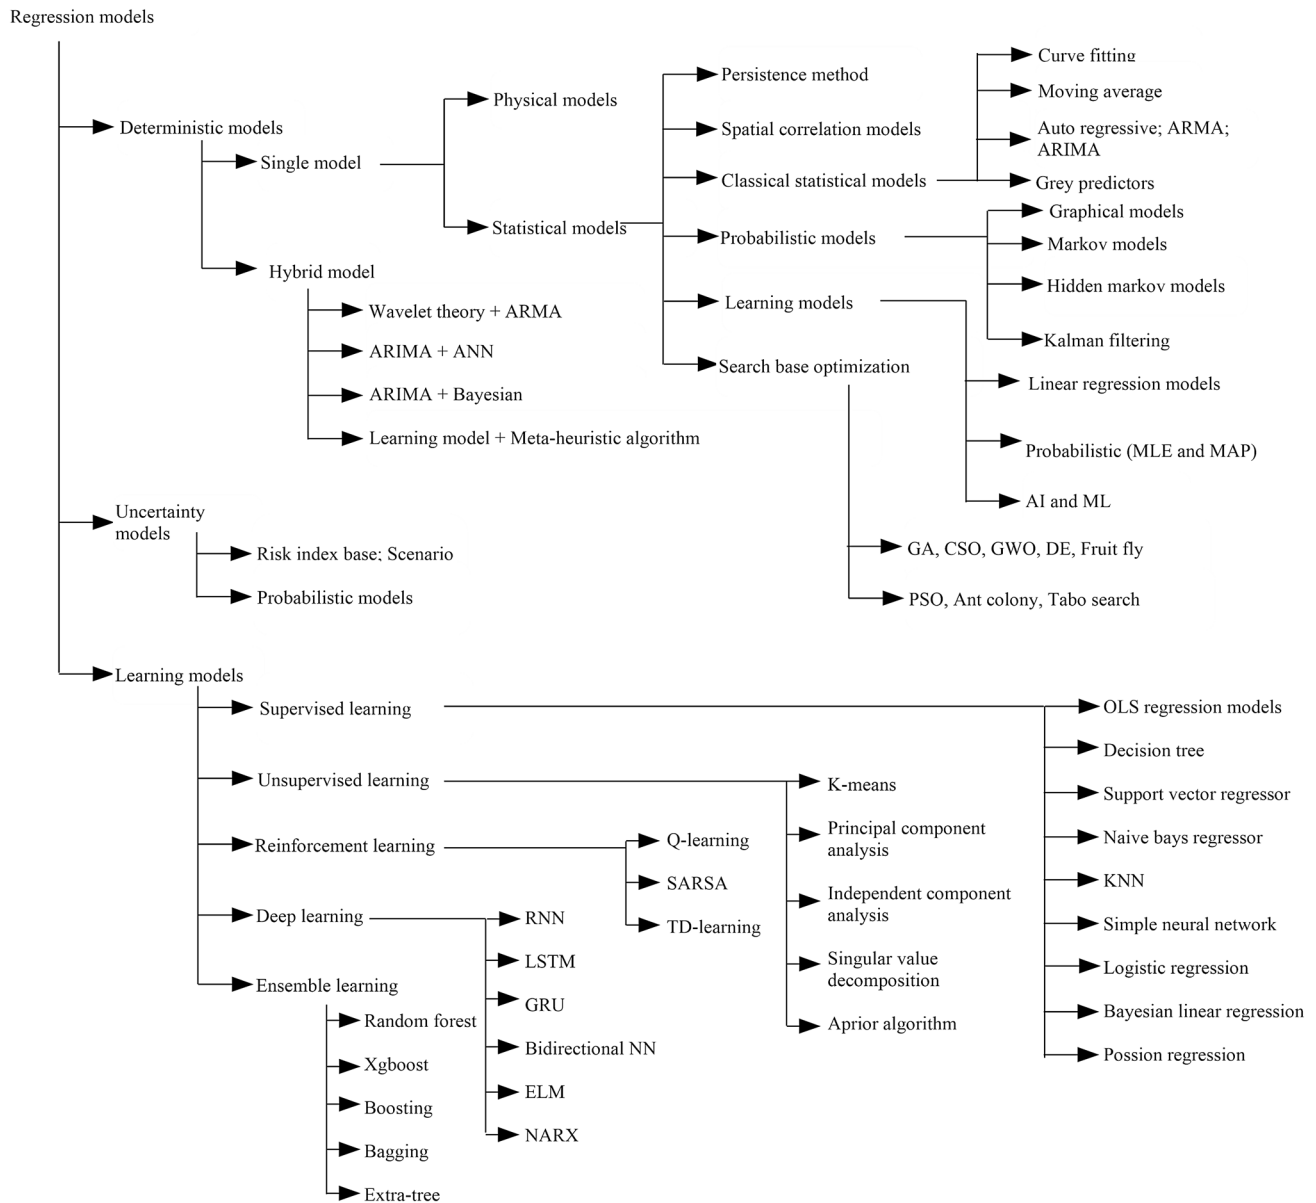 Regression models
Deterministic models
Single model
Physical models
Statistical models
Persistence method
Spatial correlation models
Classical statistical models
Curve fitting
Moving average
Auto regressive; ARMA;
ARIMA
Grey predictors
Probabilistic models
Graphical models
Markov models
Hidden markov models
Kalman filtering
Learning models
Linear regression models
Probabilistic (MLE and MAP)
AI and ML
Search base optimization
GA, CSO, GWO, DE, Fruit fly
PSO, Ant colony, Tabo search
Hybrid model
Wavelet theory + ARMA
ARIMA + ANN
ARIMA + Bayesian
Learning model + Meta-heuristic algorithm
Uncertainty
models
Risk index base; Scenario
Probabilistic models
Learning models
Supervised learning
OLS regression models
Decision tree
Support vector regressor
Naive bays regressor
KNN
Simple neural network
Logistic regression
Bayesian linear regression
Possion regression
Unsupervised learning
K-means
Principal component
analysis
Independent component
analysis
Singular value
decomposition
Aprior algorithm
Reinforcement learning
Q-learning
SARSA
TD-learning
Deep learning
RNN
LSTM
GRU
Bidirectional NN
ELM
NARX
Ensemble learning
Random forest
Xgboost
Boosting
Bagging
Extra-tree